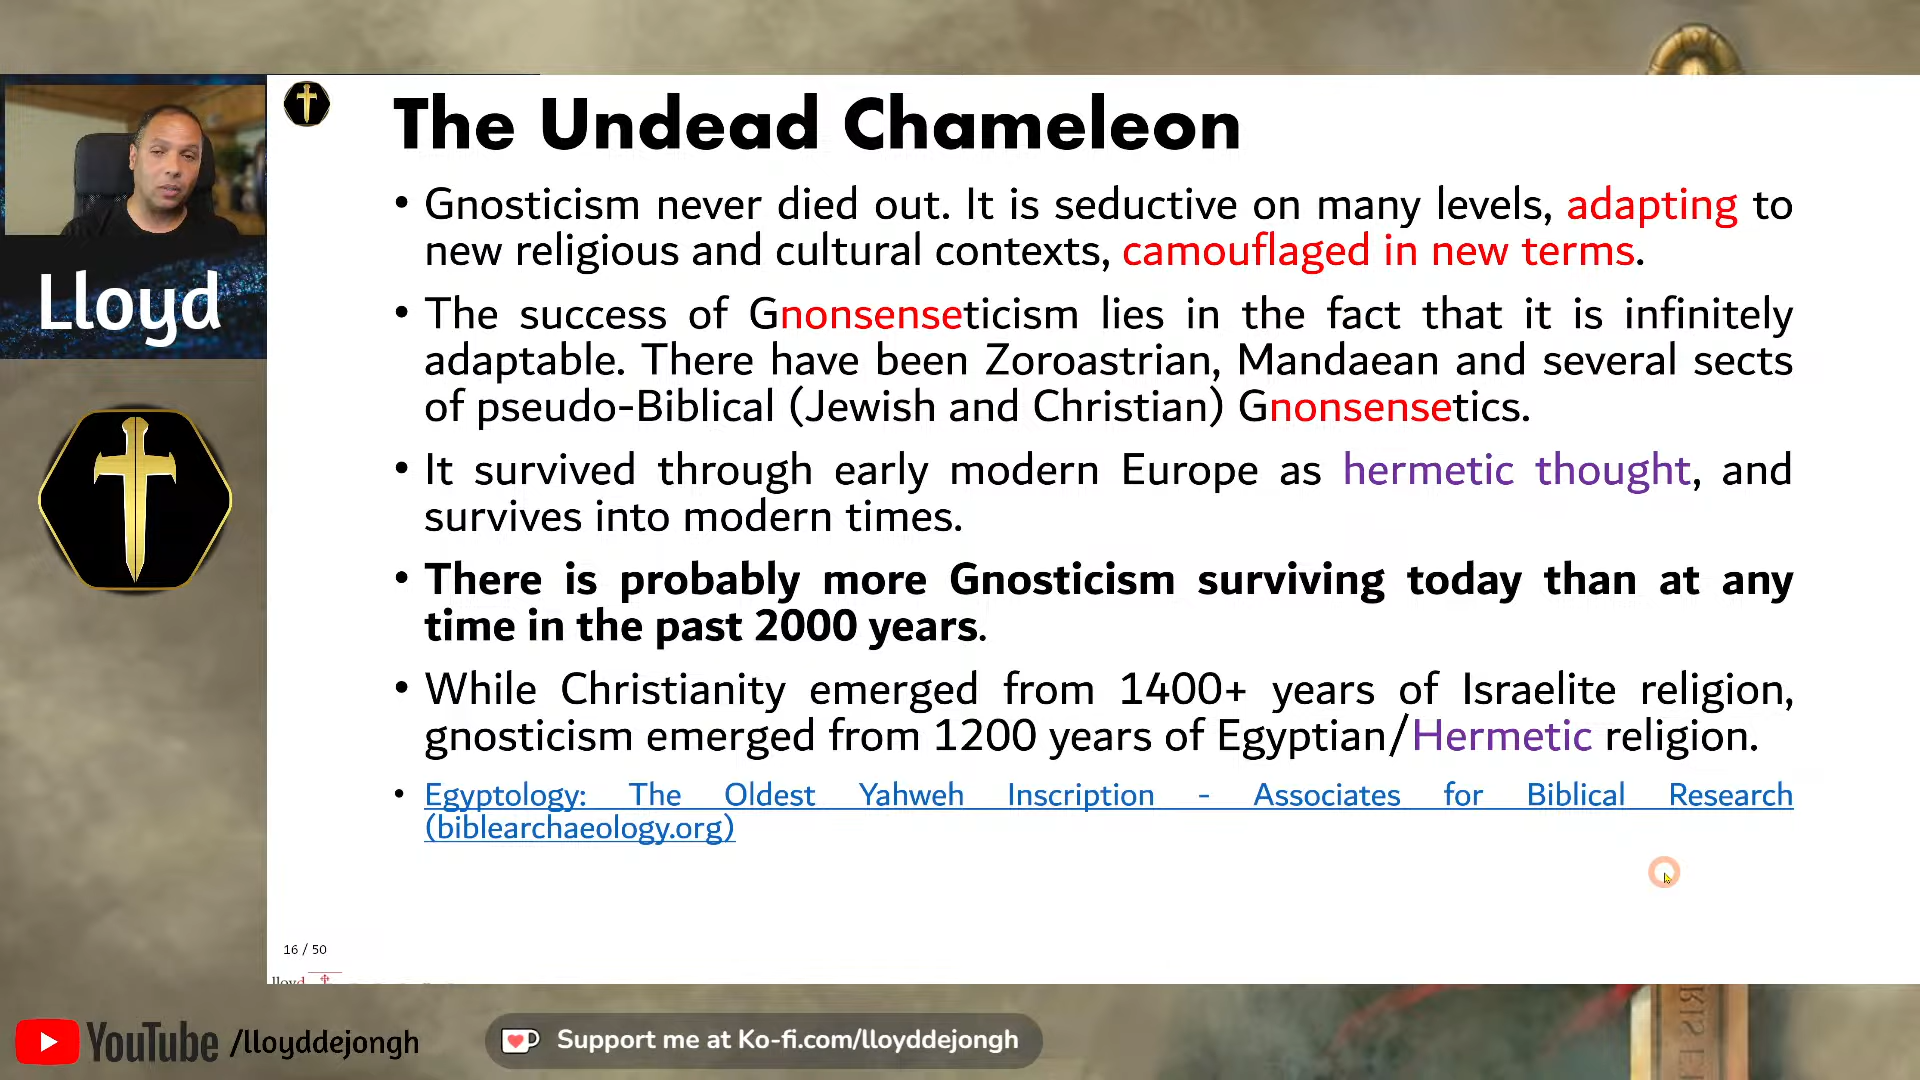 The Undead Chameleon
• Gnosticism never died out. It is seductive on many levels, adapting to
new religious and cultural contexts, camouflaged in new terms.
• The success of Gnonsenseticism lies in the fact that it is infinitely
adaptable. There have been Zoroastrian, Mandaean and several sects
of pseudo-Biblical (Jewish and Christian) Gnonsensetics.
• It survived through early modern Europe as hermetic thought, and
survives into modern times.
• There is probably more Gnosticism surviving today than at any
time in the past 2000 years.
• While Christianity emerged from 1400+ years of Israelite religion,
gnosticism emerged from 1200 years of Egyptian/Hermetic religion.
• Egyptology: The Oldest Yahweh Inscription - Associates for Biblical Research
(biblearchaeology.org)
Lloyd
16 / 50
lloyd
YouTube /lloyddejongh
Support me at Ko-fi.com/lloyddejongh